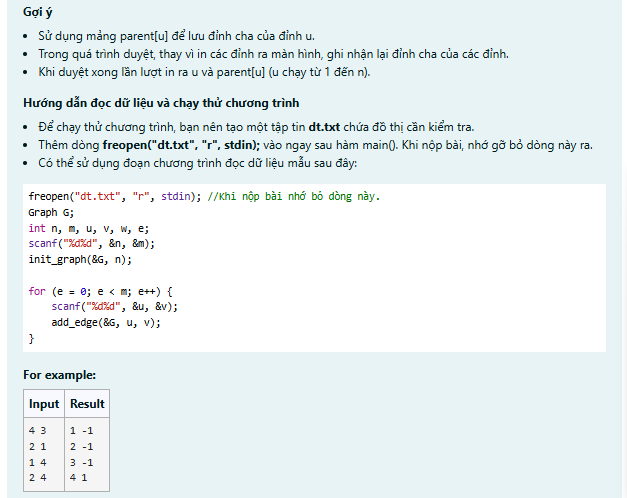 Gợi ý
Sử dụng mảng parent[u] để lưu đỉnh cha của đỉnh u.
Trong quá trình duyệt, thay vì in các đỉnh ra màn hình, ghi nhận lại đỉnh cha của các đỉnh.
Khi duyệt xong lần lượt in ra u và parent[u] (u chạy từ 1 đến n).
Hướng dẫn đọc dữ liệu và chạy thử chương trình
Để chạy thử chương trình, bạn nên tạo một tập tin dt.txt chứa đồ thị cần kiểm tra.
Thêm dòng freopen("dt.txt", "r", stdin); vào ngay sau hàm main(). Khi nộp bài, nhớ gỡ bỏ dòng này ra.
Có thể sử dụng đoạn chương trình đọc dữ liệu mẫu sau đây:
freopen("dt.txt", "r", stdin); //Khi nộp bài nhớ bỏ dòng này.
Graph G;
int n, m, u, v, w, e;
scanf("%d%d", &n, &m);
init_graph(&G, n);
for (e = 0; e < m; e++) {
scanf("%d%d", &u, &v);
add_edge(&G, u, v);
}
For example:
Input Result
4 3 1 -1
2 1 2 -1
1 4 3 -1
2 4 4 1